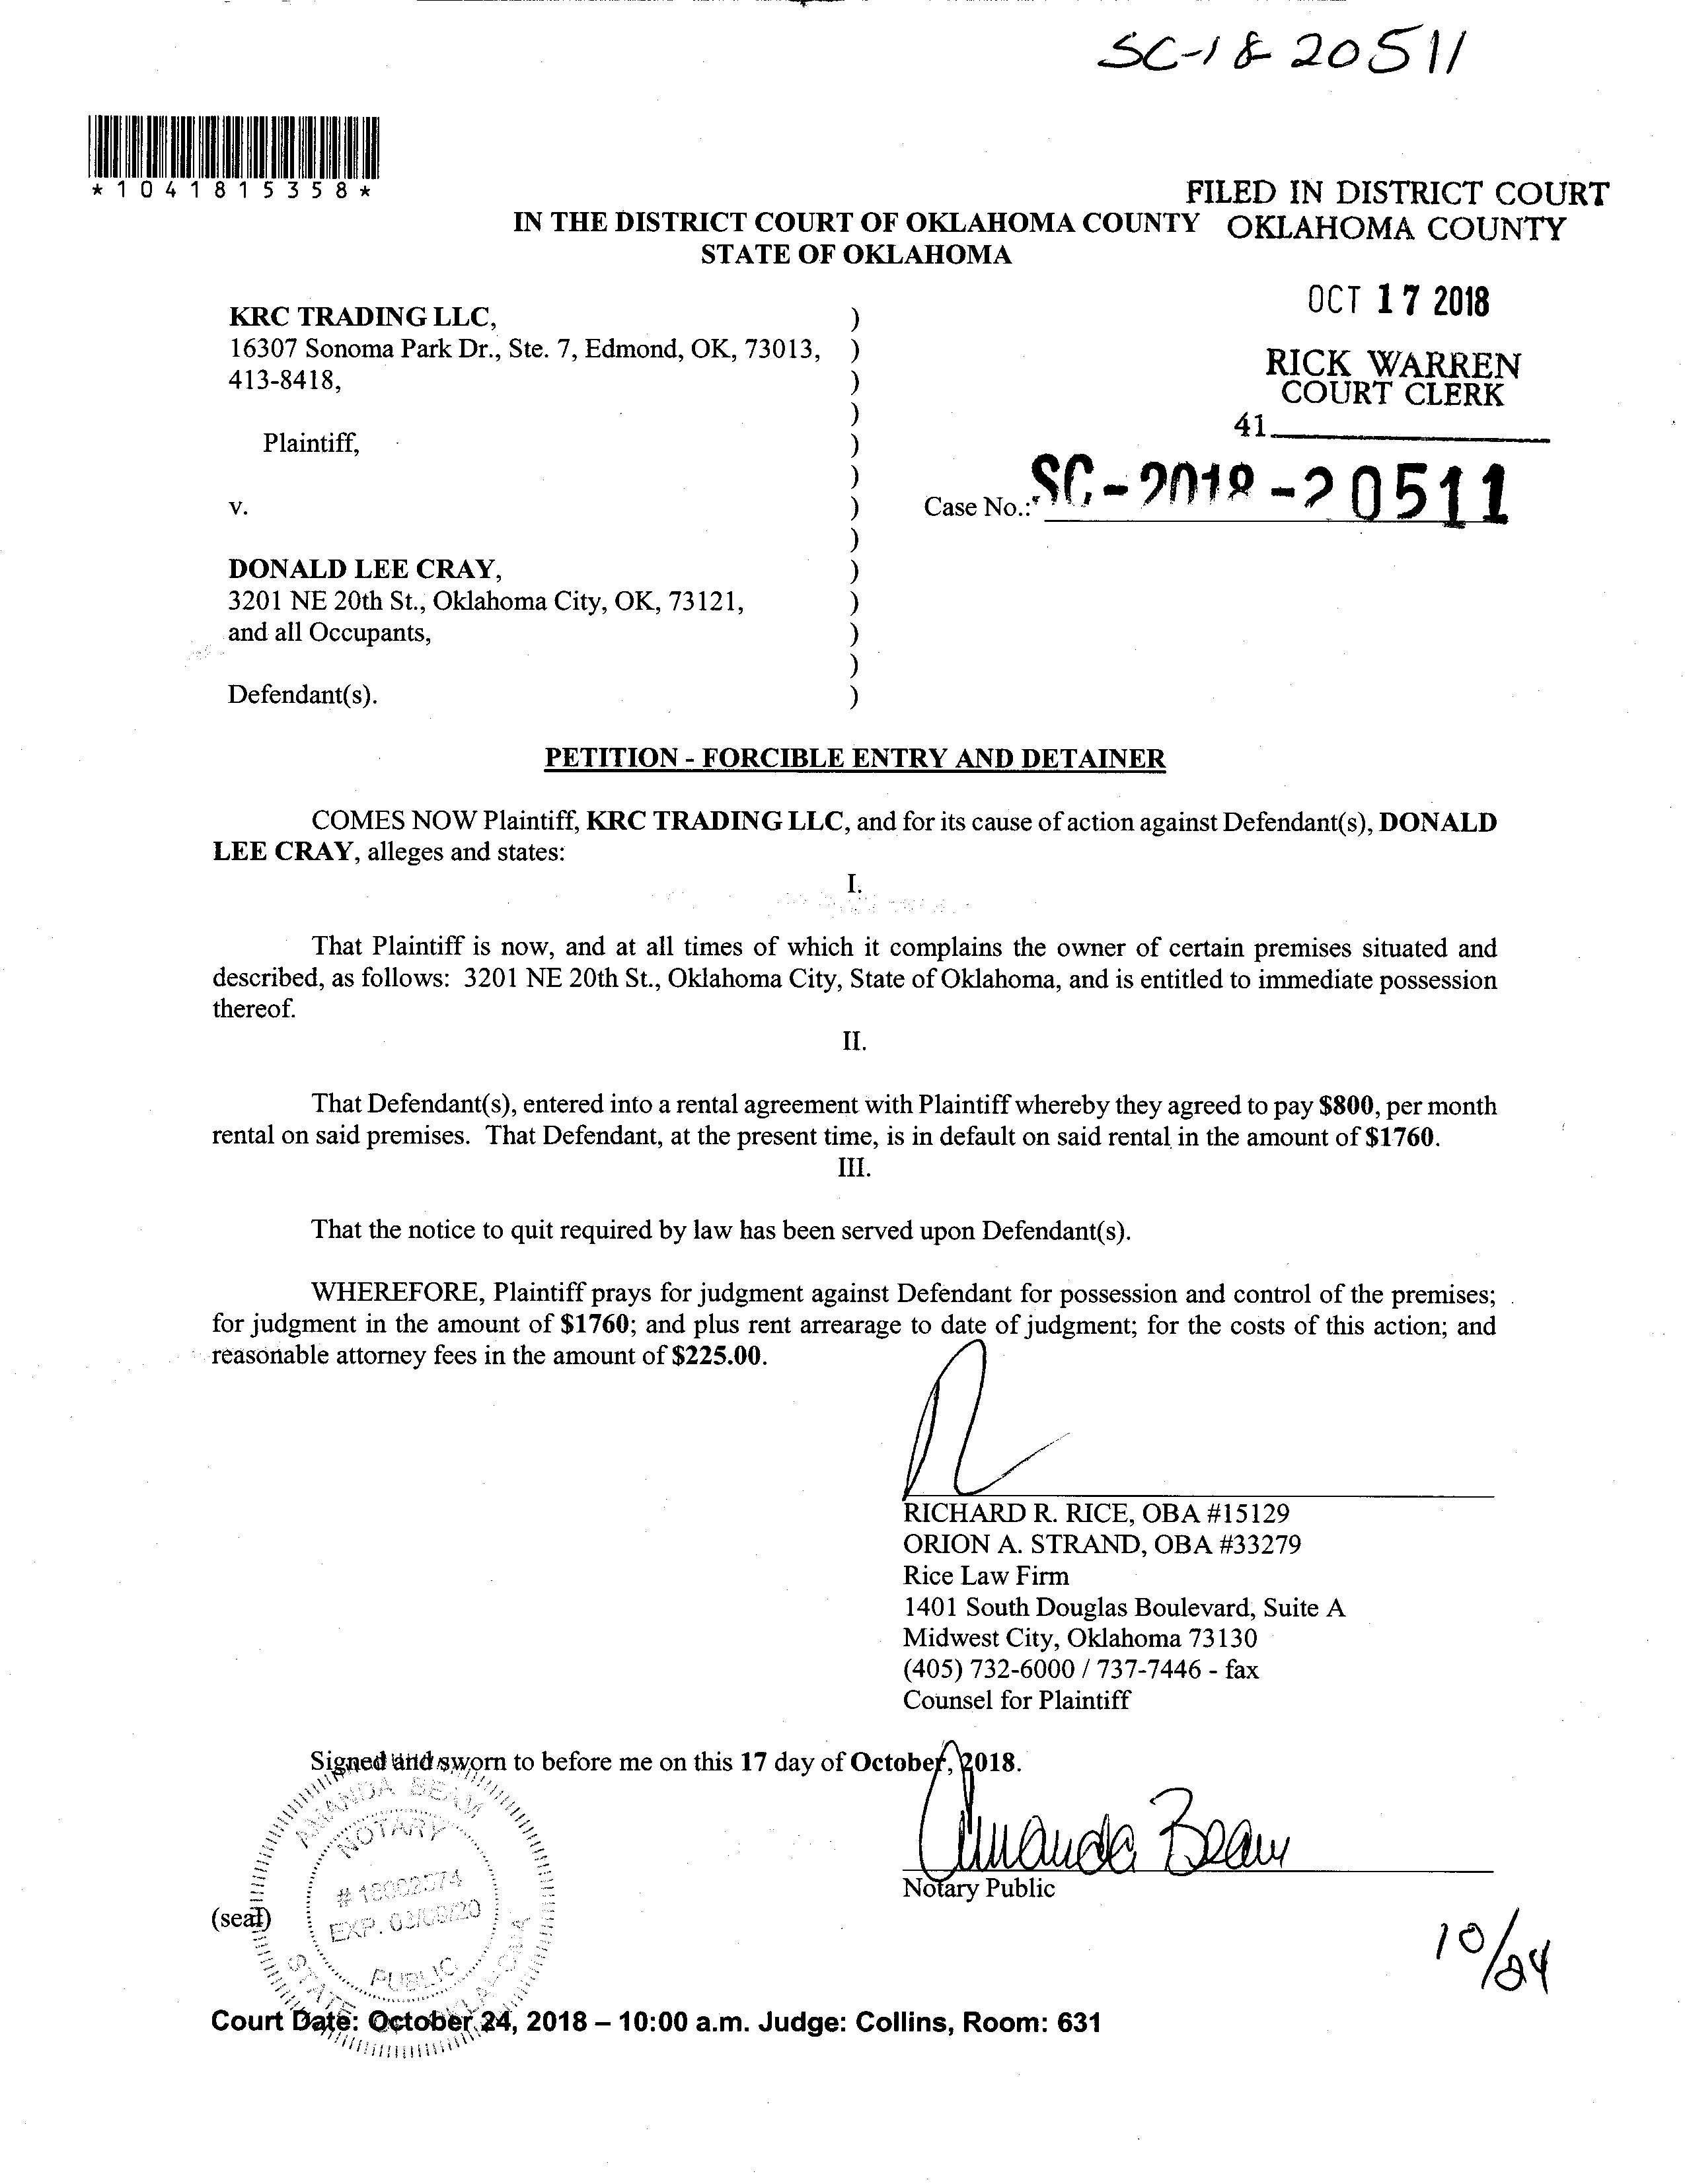 SC-18-20511
*1041815358*
FILED IN DISTRICT COURT
OKLAHOMA COUNTY
IN THE DISTRICT COURT OF OKLAHOMA COUNTY
STATE OF OKLAHOMA
OCT 17 2018
RICK WARREN
COURT CLERK
41
KRC TRADING LLC, )
16307 Sonoma Park Dr., Ste. 7, Edmond, OK, 73013, )
413-8418, )
)
Plaintiff, )
)
v. )
Case No.: SC-2018-20511
)
DONALD LEE CRAY, )
3201 NE 20th St., Oklahoma City, OK, 73121, )
and all Occupants, )
)
Defendant(s). )
PETITION - FORCIBLE ENTRY AND DETAINER
COMES NOW Plaintiff, KRC TRADING LLC, and for its cause of action against Defendant(s), DONALD
LEE CRAY, alleges and states:
I.
That Plaintiff is now, and at all times of which it complains the owner of certain premises situated and
described, as follows: 3201 NE 20th St., Oklahoma City, State of Oklahoma, and is entitled to immediate possession
thereof.
II.
That Defendant(s), entered into a rental agreement with Plaintiff whereby they agreed to pay $800, per month
rental on said premises. That Defendant, at the present time, is in default on said rental in the amount of $1760.
III.
That the notice to quit required by law has been served upon Defendant(s).
WHEREFORE, Plaintiff prays for judgment against Defendant for possession and control of the premises;
for judgment in the amount of $1760; and plus rent arrearage to date of judgment; for the costs of this action; and
reasonable attorney fees in the amount of $225.00.
RICHARD R. RICE, OBA #15129
ORION A. STRAND, OBA #33279
Rice Law Firm
1401 South Douglas Boulevard, Suite A
Midwest City, Oklahoma 73130
(405) 732-6000 / 737-7446 - fax
Counsel for Plaintiff
Signed and sworn to before me on this 17 day of October, 2018.
Amanda Beam
Notary Public
AMANDA BEAM
NOTARY
EXP.
PUBLIC
STATE OKLAHOMA
(seal)
10/24
Court Date: October 24, 2018 – 10:00 a.m. Judge: Collins, Room: 631